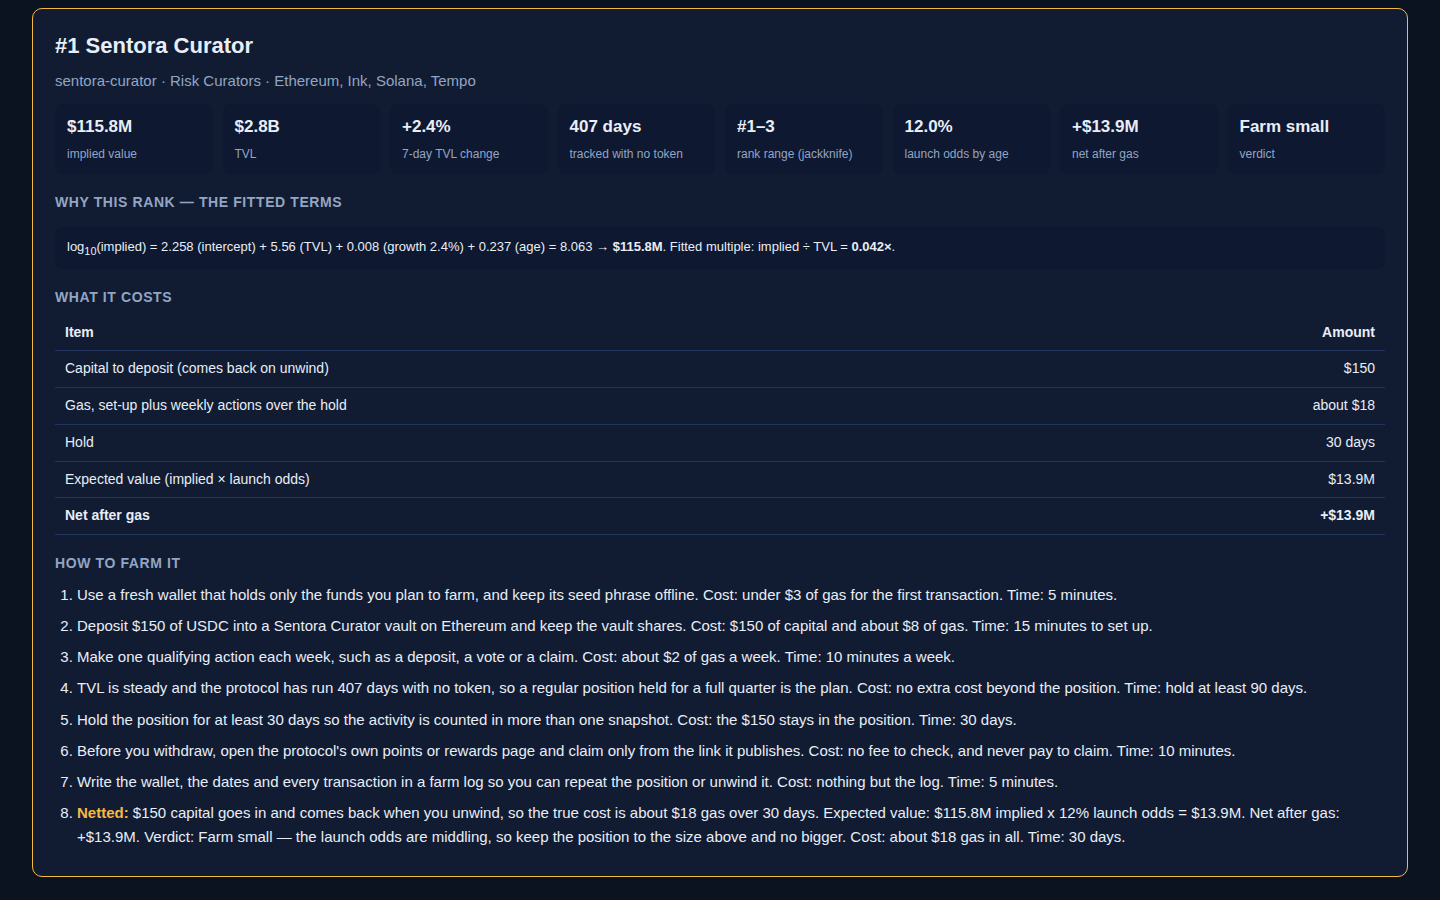 #1 Sentora Curator
sentora-curator · Risk Curators · Ethereum, Ink, Solana, Tempo
$115.8M
implied value
$2.8B
TVL
+2.4%
7-day TVL change
407 days
tracked with no token
#1–3
rank range (jackknife)
12.0%
launch odds by age
+$13.9M
net after gas
Farm small
verdict
WHY THIS RANK — THE FITTED TERMS
log10(implied) = 2.258 (intercept) + 5.56 (TVL) + 0.008 (growth 2.4%) + 0.237 (age) = 8.063 → $115.8M. Fitted multiple: implied ÷ TVL = 0.042×.
WHAT IT COSTS
Item Amount
Capital to deposit (comes back on unwind) $150
Gas, set-up plus weekly actions over the hold about $18
Hold 30 days
Expected value (implied × launch odds) $13.9M
Net after gas +$13.9M
HOW TO FARM IT
1. Use a fresh wallet that holds only the funds you plan to farm, and keep its seed phrase offline. Cost: under $3 of gas for the first transaction. Time: 5 minutes.
2. Deposit $150 of USDC into a Sentora Curator vault on Ethereum and keep the vault shares. Cost: $150 of capital and about $8 of gas. Time: 15 minutes to set up.
3. Make one qualifying action each week, such as a deposit, a vote or a claim. Cost: about $2 of gas a week. Time: 10 minutes a week.
4. TVL is steady and the protocol has run 407 days with no token, so a regular position held for a full quarter is the plan. Cost: no extra cost beyond the position. Time: hold at least 90 days.
5. Hold the position for at least 30 days so the activity is counted in more than one snapshot. Cost: the $150 stays in the position. Time: 30 days.
6. Before you withdraw, open the protocol's own points or rewards page and claim only from the link it publishes. Cost: no fee to check, and never pay to claim. Time: 10 minutes.
7. Write the wallet, the dates and every transaction in a farm log so you can repeat the position or unwind it. Cost: nothing but the log. Time: 5 minutes.
8. Netted: $150 capital goes in and comes back when you unwind, so the true cost is about $18 gas over 30 days. Expected value: $115.8M implied x 12% launch odds = $13.9M. Net after gas:
+$13.9M. Verdict: Farm small — the launch odds are middling, so keep the position to the size above and no bigger. Cost: about $18 gas in all. Time: 30 days.